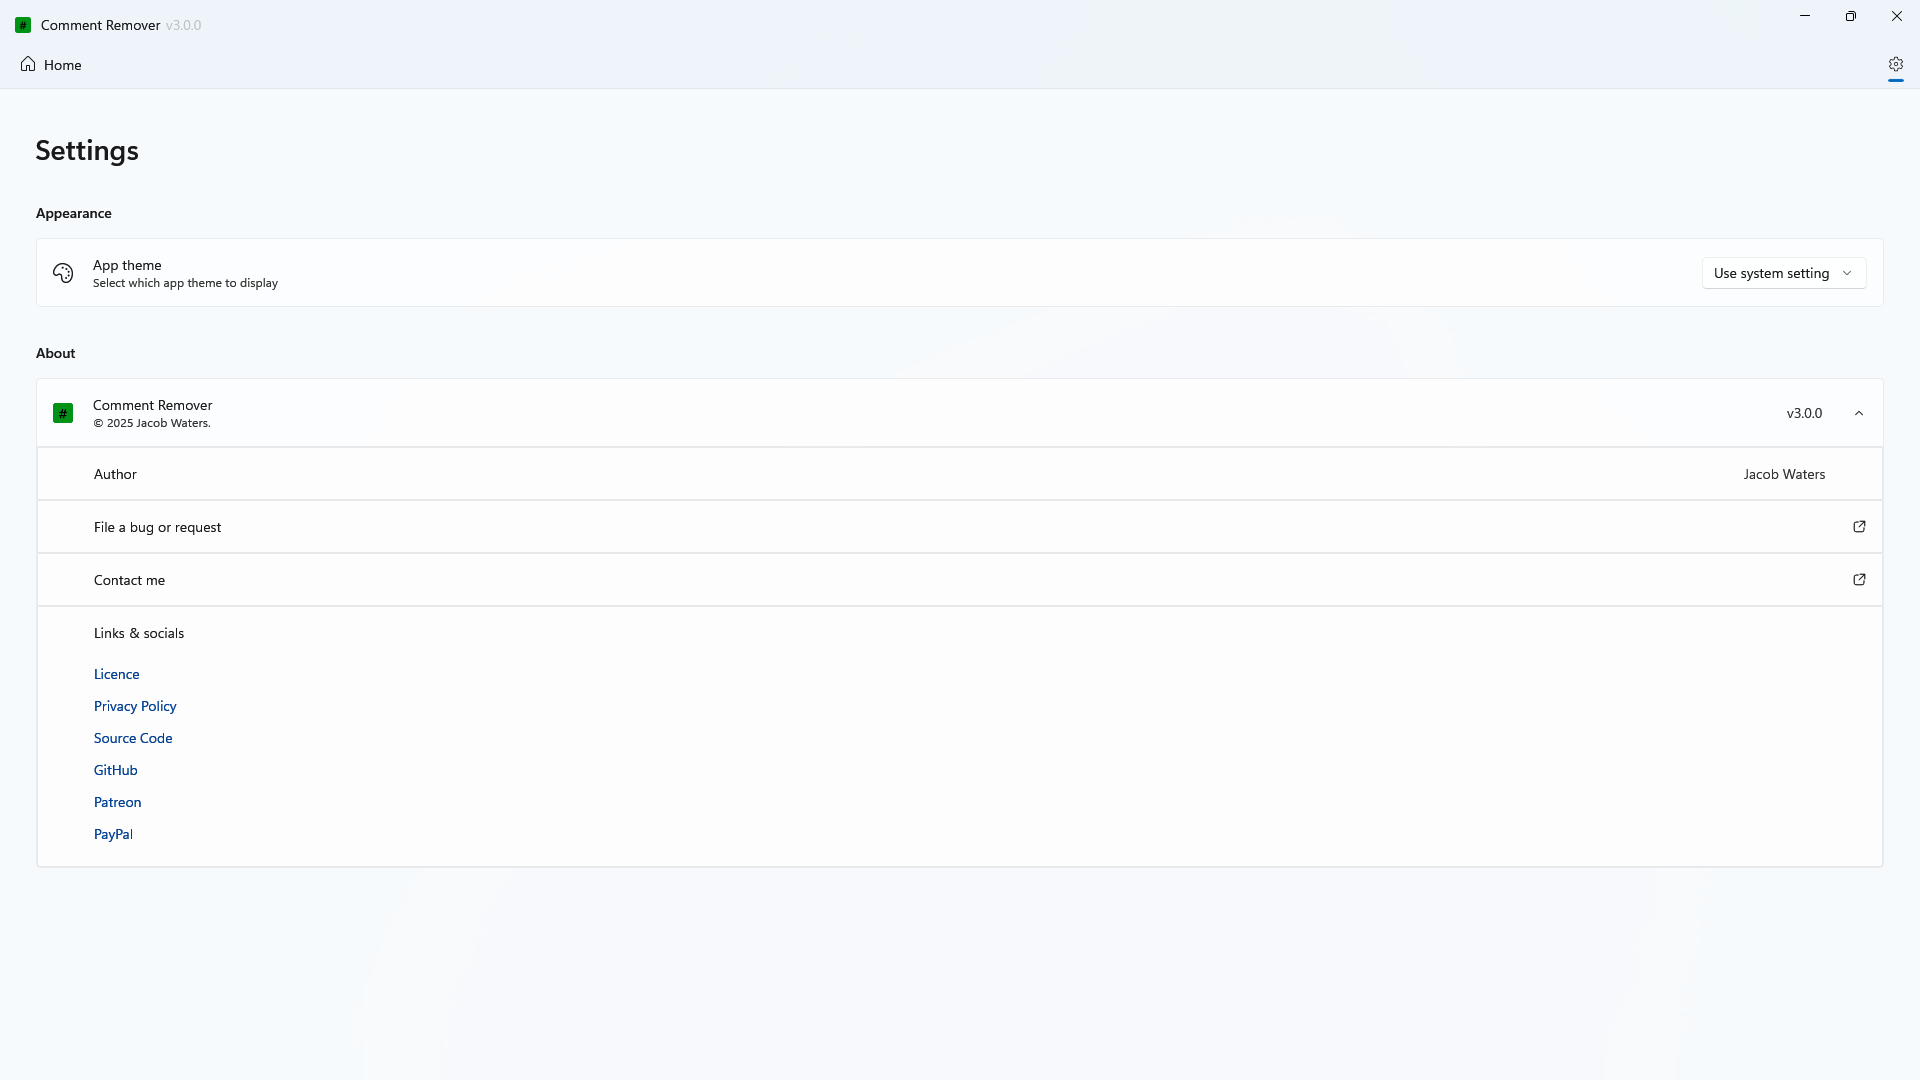 # Comment Remover v3.0.0
Home
Settings
Appearance
App theme
Select which app theme to display
Use system setting
About
# Comment Remover
© 2025 Jacob Waters.
v3.0.0
Author
Jacob Waters
File a bug or request
Contact me
Links & socials
Licence
Privacy Policy
Source Code
GitHub
Patreon
PayPal